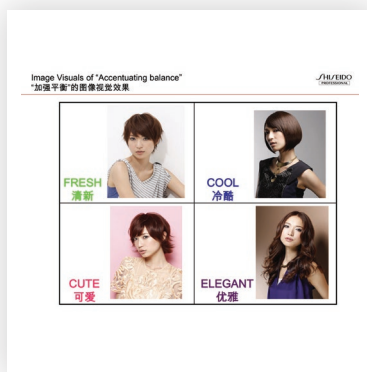 Image Visuals of "Accentuating balance"
"加强平衡"的图像视觉效果
SHISEIDO
PROFESSIONAL
FRESH
清新
COOL
冷酷
CUTE
可爱
ELEGANT
优雅